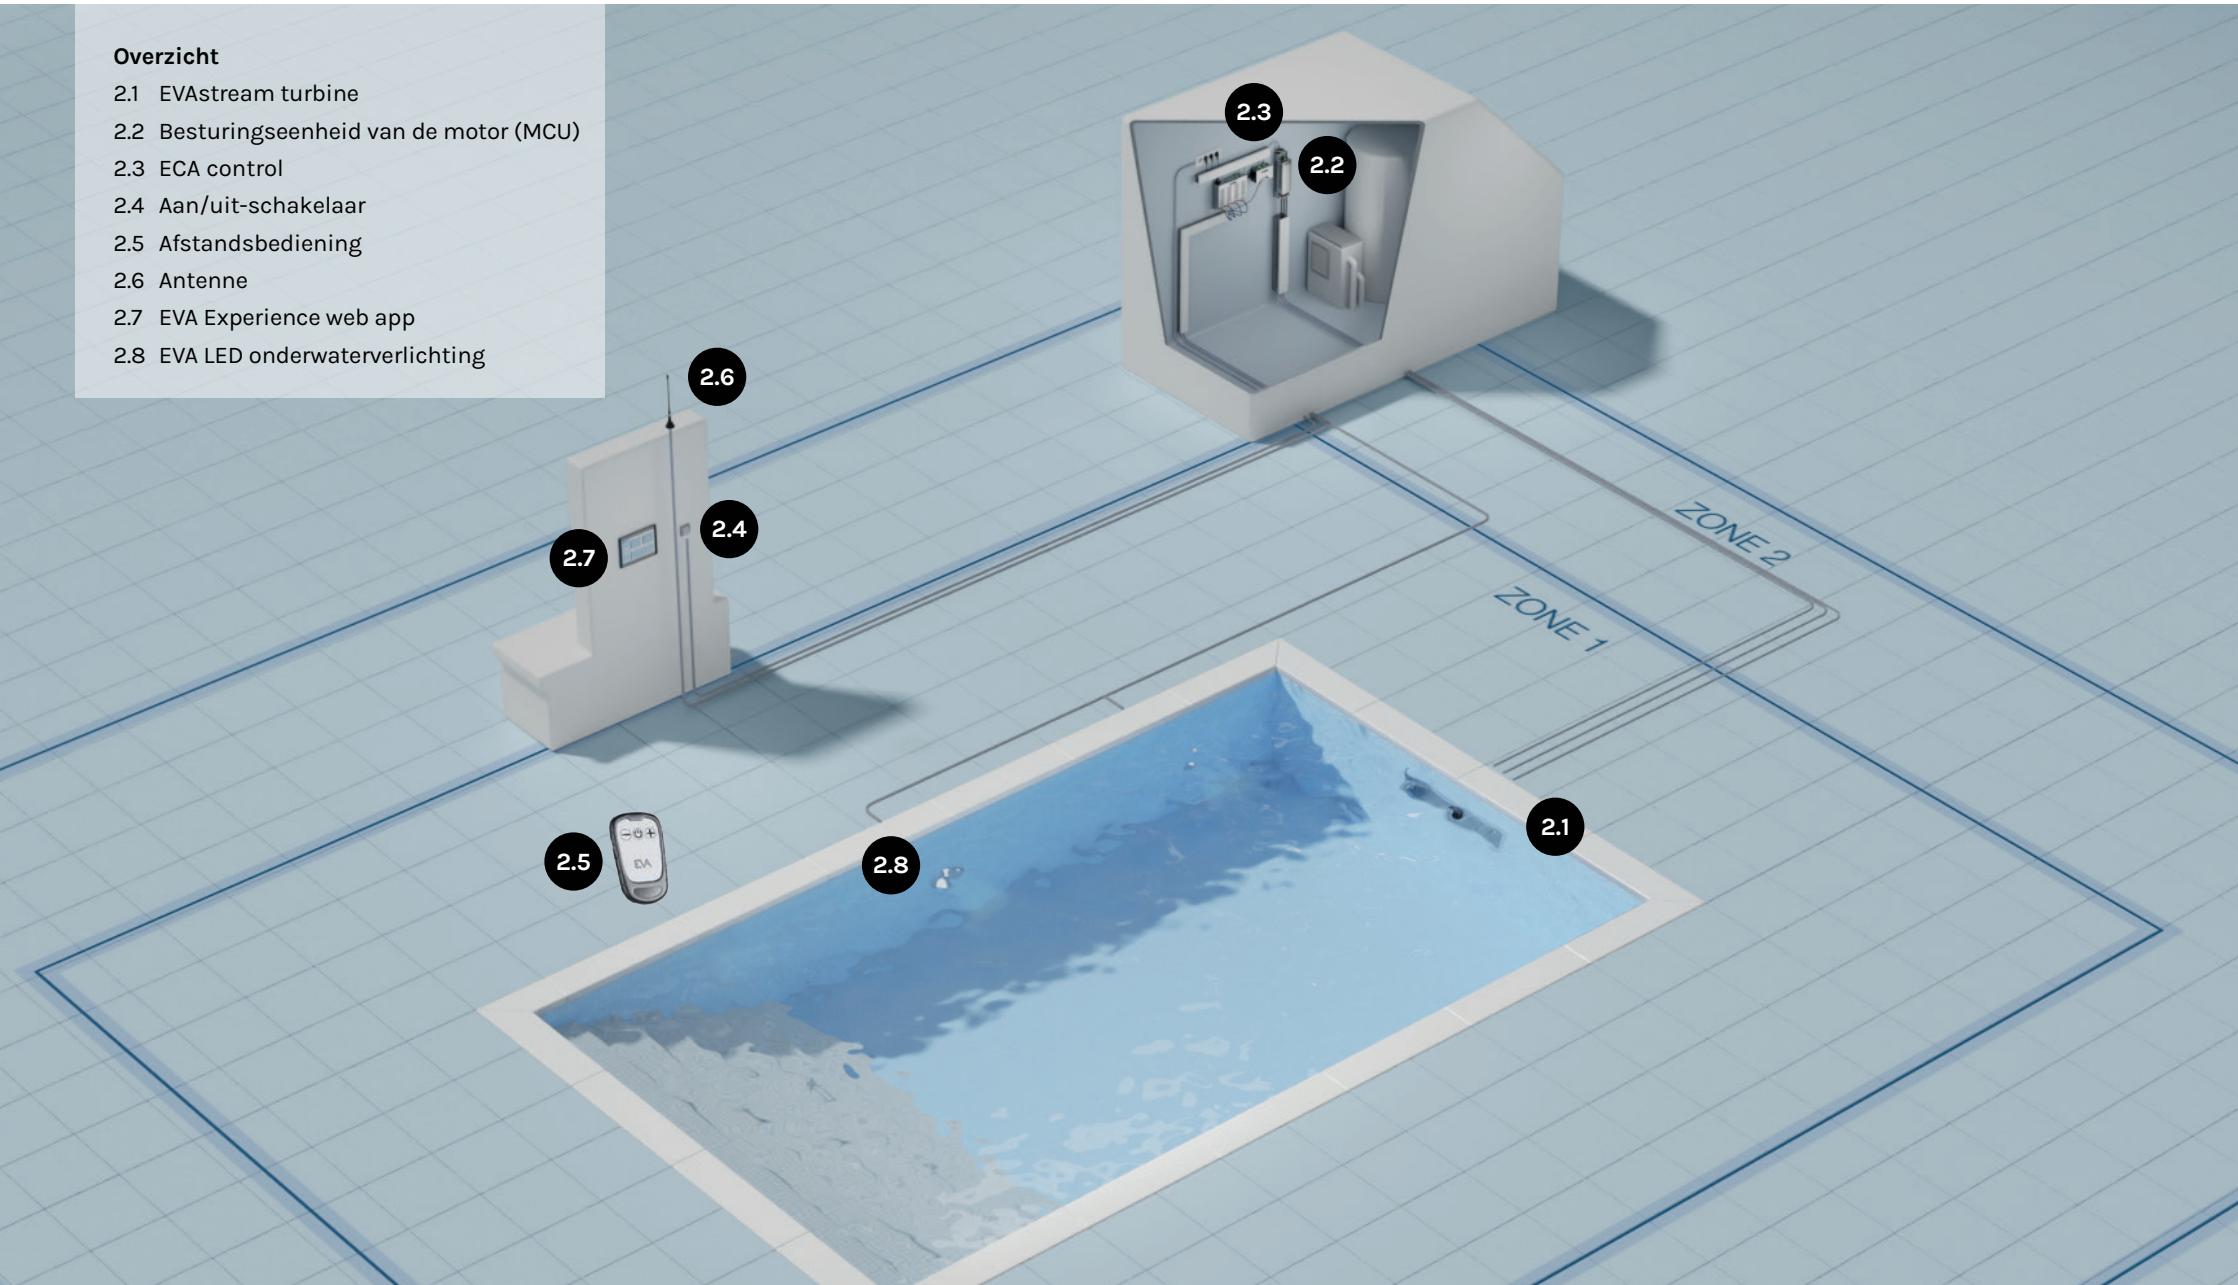 Overzicht
2.1 EVAstream turbine
2.2 Besturingseenheid van de motor (MCU)
2.3 ECA control
2.4 Aan/uit-schakelaar
2.5 Afstandsbediening
2.6 Antenne
2.7 EVA Experience web app
2.8 EVA LED onderwaterverlichting
2.3
2.2
2.6
2.4
2.7
ZONE 2
ZONE 1
2.1
2.5
EVA
2.8